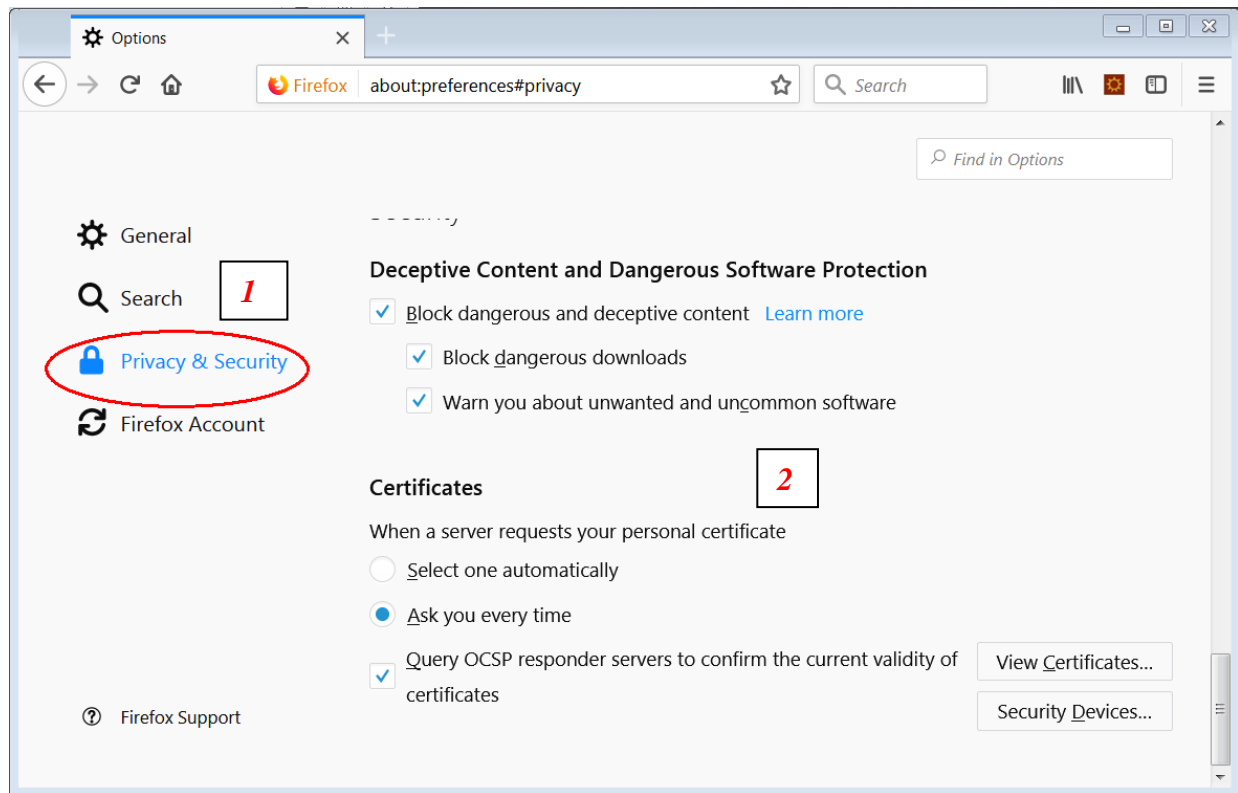 Options
Firefox about:preferences#privacy Search
Find in Options
General
Search
Privacy & Security
Firefox Account
Firefox Support
1
Security
Deceptive Content and Dangerous Software Protection
Block dangerous and deceptive content Learn more
Block dangerous downloads
Warn you about unwanted and uncommon software
2
Certificates
When a server requests your personal certificate
Select one automatically
Ask you every time
Query OCSP responder servers to confirm the current validity of
certificates
View Certificates...
Security Devices...